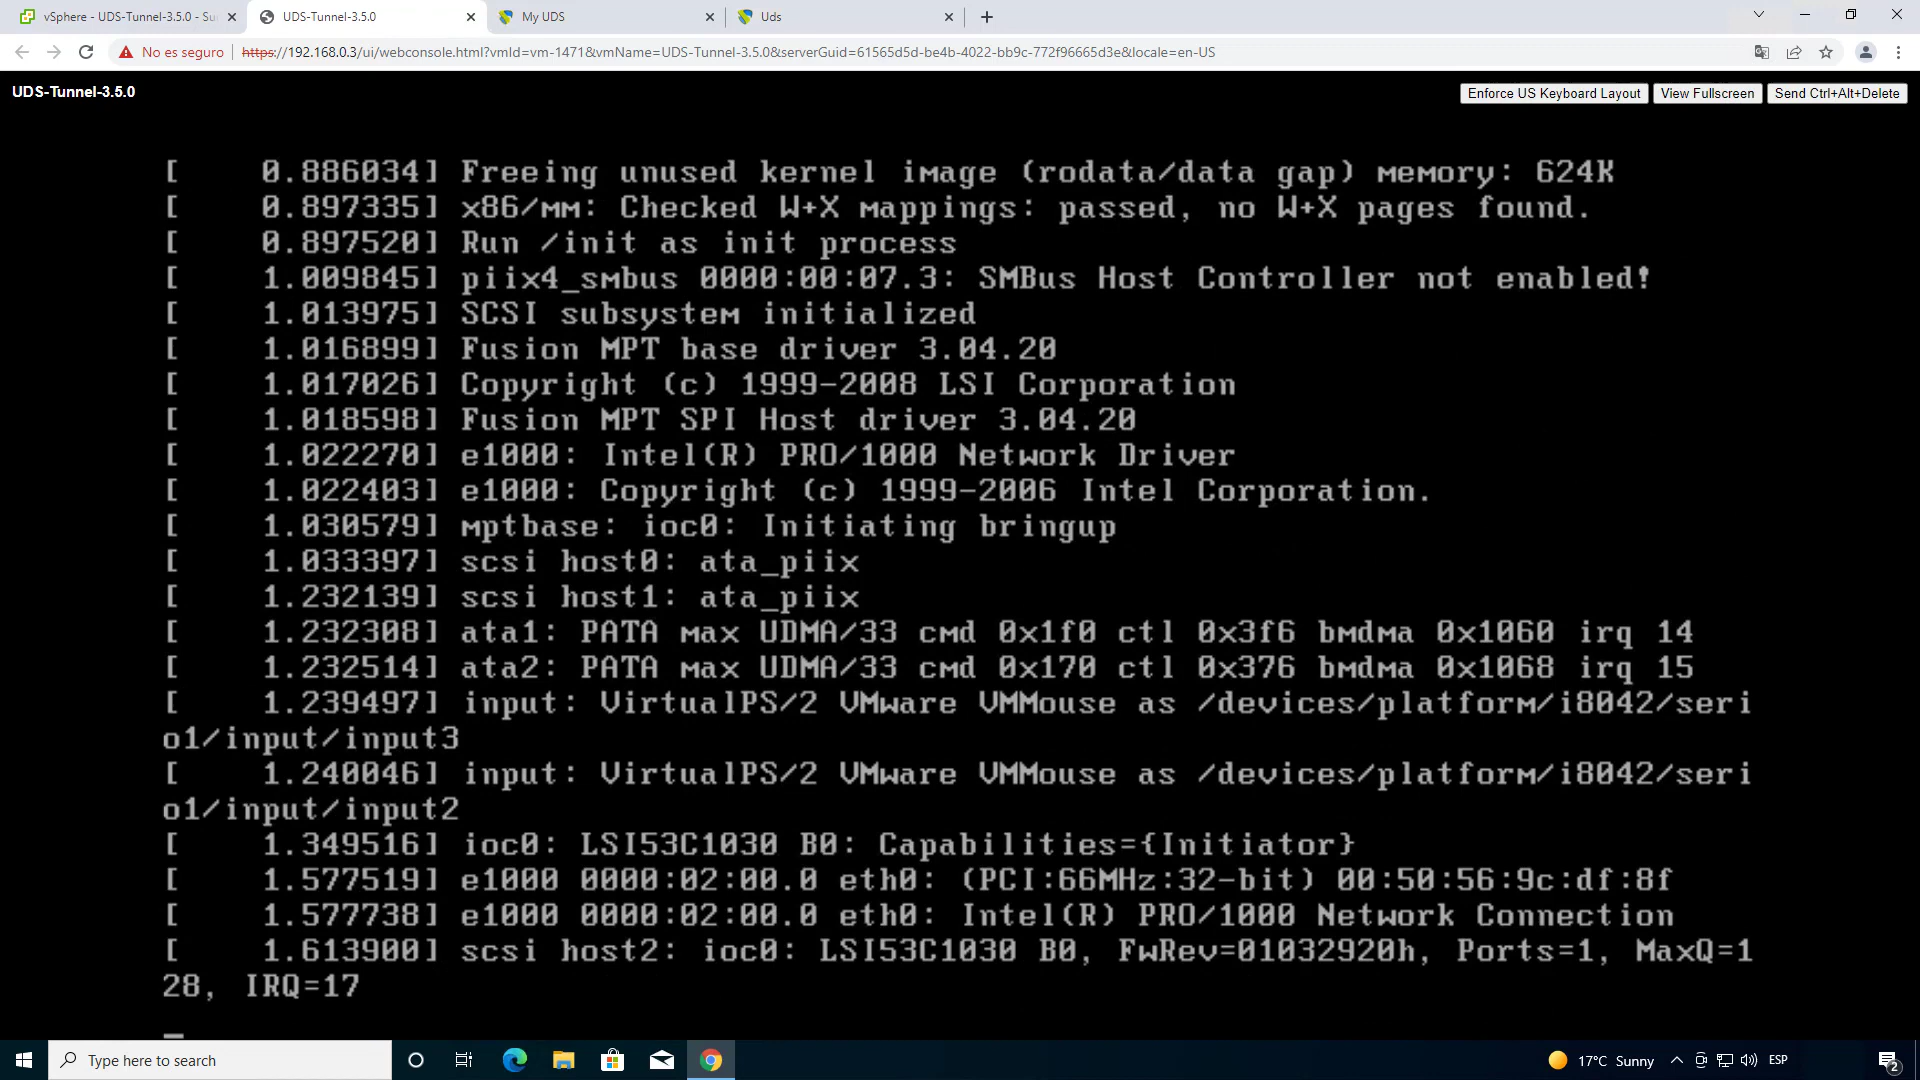 vSphere - UDS-Tunnel-3.5.0 - Su
UDS-Tunnel-3.5.0
My UDS
Uds
No es seguro
https://192.168.0.3/ui/webconsole.html?vmId=vm-1471&vmName=UDS-Tunnel-3.5.0&serverGuid=61565d5d-be4b-4022-bb9c-772f96665d3e&locale=en-US
UDS-Tunnel-3.5.0
Enforce US Keyboard Layout
View Fullscreen
Send Ctrl+Alt+Delete
[    0.886034] Freeing unused kernel image (rodata/data gap) memory: 624K
[    0.897335] x86/mm: Checked W+X mappings: passed, no W+X pages found.
[    0.897520] Run /init as init process
[    1.009845] piix4_smbus 0000:00:07.3: SMBus Host Controller not enabled!
[    1.013975] SCSI subsystem initialized
[    1.016899] Fusion MPT base driver 3.04.20
[    1.017026] Copyright (c) 1999-2008 LSI Corporation
[    1.018598] Fusion MPT SPI Host driver 3.04.20
[    1.022270] e1000: Intel(R) PRO/1000 Network Driver
[    1.022403] e1000: Copyright (c) 1999-2006 Intel Corporation.
[    1.030579] mptbase: ioc0: Initiating bringup
[    1.033397] scsi host0: ata_piix
[    1.232139] scsi host1: ata_piix
[    1.232308] ata1: PATA max UDMA/33 cmd 0x1f0 ctl 0x3f6 bmdma 0x1060 irq 14
[    1.232514] ata2: PATA max UDMA/33 cmd 0x170 ctl 0x376 bmdma 0x1068 irq 15
[    1.239497] input: VirtualPS/2 VMware VMMouse as /devices/platform/i8042/seri
o1/input/input3
[    1.240046] input: VirtualPS/2 VMware VMMouse as /devices/platform/i8042/seri
o1/input/input2
[    1.349516] ioc0: LSI53C1030 B0: Capabilities={Initiator}
[    1.577519] e1000 0000:02:00.0 eth0: (PCI:66MHz:32-bit) 00:50:56:9c:df:8f
[    1.577738] e1000 0000:02:00.0 eth0: Intel(R) PRO/1000 Network Connection
[    1.613900] scsi host2: ioc0: LSI53C1030 B0, FwRev=01032920h, Ports=1, MaxQ=1
28, IRQ=17
Type here to search
17°C Sunny
ESP
2